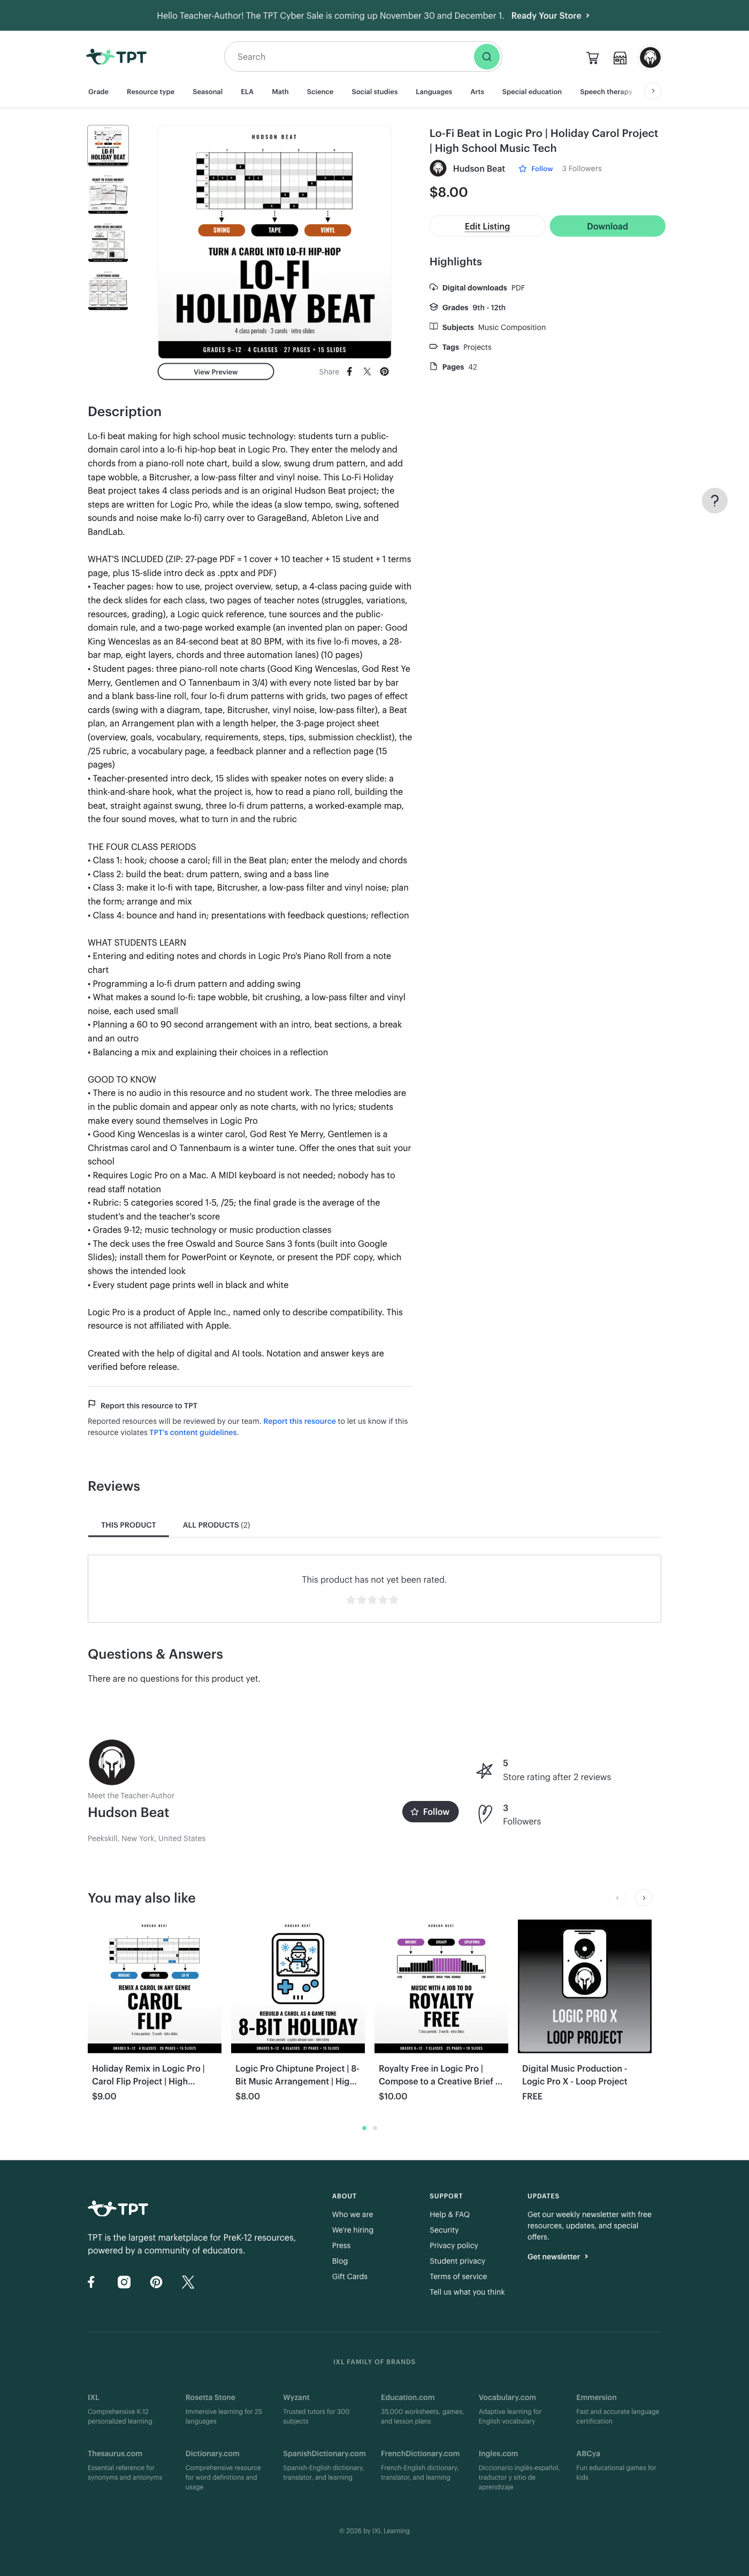 Hello Teacher-Author! The TPT Cyber Sale is coming up November 30 and December 1. Ready Your Store
TPT
Search
Grade Resource type Seasonal ELA Math Science Social studies Languages Arts Special education Speech therapy
HUDSON BEAT
SWING TAPE VINYL
TURN A CAROL INTO LO-FI HIP-HOP
LO-FI
HOLIDAY BEAT
4 class periods · 3 carols · intro slides
GRADES 9–12 · 4 CLASSES · 27 PAGES + 15 SLIDES
View Preview
Share
Lo-Fi Beat in Logic Pro | Holiday Carol Project
| High School Music Tech
Hudson Beat Follow 3 Followers
$8.00
Edit Listing Download
Highlights
Digital downloads PDF
Grades 9th - 12th
Subjects Music Composition
Tags Projects
Pages 42
?
Description
Lo-fi beat making for high school music technology: students turn a public-
domain carol into a lo-fi hip-hop beat in Logic Pro. They enter the melody and
chords from a piano-roll note chart, build a slow, swung drum pattern, and add
tape wobble, a Bitcrusher, a low-pass filter and vinyl noise. This Lo-Fi Holiday
Beat project takes 4 class periods and is an original Hudson Beat project; the
steps are written for Logic Pro, while the ideas (a slow tempo, swing, softened
sounds and noise make lo-fi) carry over to GarageBand, Ableton Live and
BandLab.
WHAT'S INCLUDED (ZIP: 27-page PDF = 1 cover + 10 teacher + 15 student + 1 terms
page, plus 15-slide intro deck as .pptx and PDF)
• Teacher pages: how to use, project overview, setup, a 4-class pacing guide with
the deck slides for each class, two pages of teacher notes (struggles, variations,
resources, grading), a Logic quick reference, tune sources and the public-
domain rule, and a two-page worked example (an invented plan on paper: Good
King Wenceslas as an 84-second beat at 80 BPM, with its five lo-fi moves, a 28-
bar map, eight layers, chords and three automation lanes) (10 pages)
• Student pages: three piano-roll note charts (Good King Wenceslas, God Rest Ye
Merry, Gentlemen and O Tannenbaum in 3/4) with every note listed bar by bar
and a blank bass-line roll, four lo-fi drum patterns with grids, two pages of effect
cards (swing with a diagram, tape, Bitcrusher, vinyl noise, low-pass filter), a Beat
plan, an Arrangement plan with a length helper, the 3-page project sheet
(overview, goals, vocabulary, requirements, steps, tips, submission checklist), the
/25 rubric, a vocabulary page, a feedback planner and a reflection page (15
pages)
• Teacher-presented intro deck, 15 slides with speaker notes on every slide: a
think-and-share hook, what the project is, how to read a piano roll, building the
beat, straight against swung, three lo-fi drum patterns, a worked-example map,
the four sound moves, what to turn in and the rubric
THE FOUR CLASS PERIODS
• Class 1: hook; choose a carol; fill in the Beat plan; enter the melody and chords
• Class 2: build the beat: drum pattern, swing and a bass line
• Class 3: make it lo-fi with tape, Bitcrusher, a low-pass filter and vinyl noise; plan
the form; arrange and mix
• Class 4: bounce and hand in; presentations with feedback questions; reflection
WHAT STUDENTS LEARN
• Entering and editing notes and chords in Logic Pro's Piano Roll from a note
chart
• Programming a lo-fi drum pattern and adding swing
• What makes a sound lo-fi: tape wobble, bit crushing, a low-pass filter and vinyl
noise, each used small
• Planning a 60 to 90 second arrangement with an intro, beat sections, a break
and an outro
• Balancing a mix and explaining their choices in a reflection
GOOD TO KNOW
• There is no audio in this resource and no student work. The three melodies are
in the public domain and appear only as note charts, with no lyrics; students
make every sound themselves in Logic Pro
• Good King Wenceslas is a winter carol, God Rest Ye Merry, Gentlemen is a
Christmas carol and O Tannenbaum is a winter tune. Offer the ones that suit your
school
• Requires Logic Pro on a Mac. A MIDI keyboard is not needed; nobody has to
read staff notation
• Rubric: 5 categories scored 1-5, /25; the final grade is the average of the
student's and the teacher's score
• Grades 9-12; music technology or music production classes
• The deck uses the free Oswald and Source Sans 3 fonts (built into Google
Slides); install them for PowerPoint or Keynote, or present the PDF copy, which
shows the intended look
• Every student page prints well in black and white
Logic Pro is a product of Apple Inc., named only to describe compatibility. This
resource is not affiliated with Apple.
Created with the help of digital and AI tools. Notation and answer keys are
verified before release.
Report this resource to TPT
Reported resources will be reviewed by our team. Report this resource to let us know if this
resource violates TPT's content guidelines.
Reviews
THIS PRODUCT ALL PRODUCTS (2)
This product has not yet been rated.
Questions & Answers
There are no questions for this product yet.
Meet the Teacher-Author
Hudson Beat
Peekskill, New York, United States
Follow
5
Store rating after 2 reviews
3
Followers
You may also like
HUDSON BEAT
REGGAE HOUSE LO-FI
REMIX A CAROL IN ANY GENRE
CAROL
FLIP
Holiday Remix in Logic Pro |
Carol Flip Project | High...
$9.00
HUDSON BEAT
REBUILD A CAROL AS A GAME TUNE
8-BIT HOLIDAY
Logic Pro Chiptune Project | 8-
Bit Music Arrangement | Hig...
$8.00
HUDSON BEAT
MUSIC WITH A JOB TO DO
ROYALTY
FREE
Royalty Free in Logic Pro |
Compose to a Creative Brief ...
$10.00
LOGIC PRO X
LOOP PROJECT
Digital Music Production -
Logic Pro X - Loop Project
FREE
TPT
TPT is the largest marketplace for PreK-12 resources,
powered by a community of educators.
ABOUT
Who we are
We're hiring
Press
Blog
Gift Cards
SUPPORT
Help & FAQ
Security
Privacy policy
Student privacy
Terms of service
Tell us what you think
UPDATES
Get our weekly newsletter with free
resources, updates, and special
offers.
Get newsletter
IXL FAMILY OF BRANDS
IXL
Comprehensive K-12
personalized learning
Rosetta Stone
Immersive learning for 25
languages
Wyzant
Trusted tutors for 300
subjects
Education.com
35,000 worksheets, games,
and lesson plans
Vocabulary.com
Adaptive learning for
English vocabulary
Emmersion
Fast and accurate language
certification
Thesaurus.com
Essential reference for
synonyms and antonyms
Dictionary.com
Comprehensive resource
for word definitions and
usage
SpanishDictionary.com
Spanish-English dictionary,
translator, and learning
FrenchDictionary.com
French-English dictionary,
translator, and learning
Ingles.com
Diccionario inglés-español,
traductor y sitio de
aprendizaje
ABCya
Fun educational games for
kids
© 2026 by IXL Learning